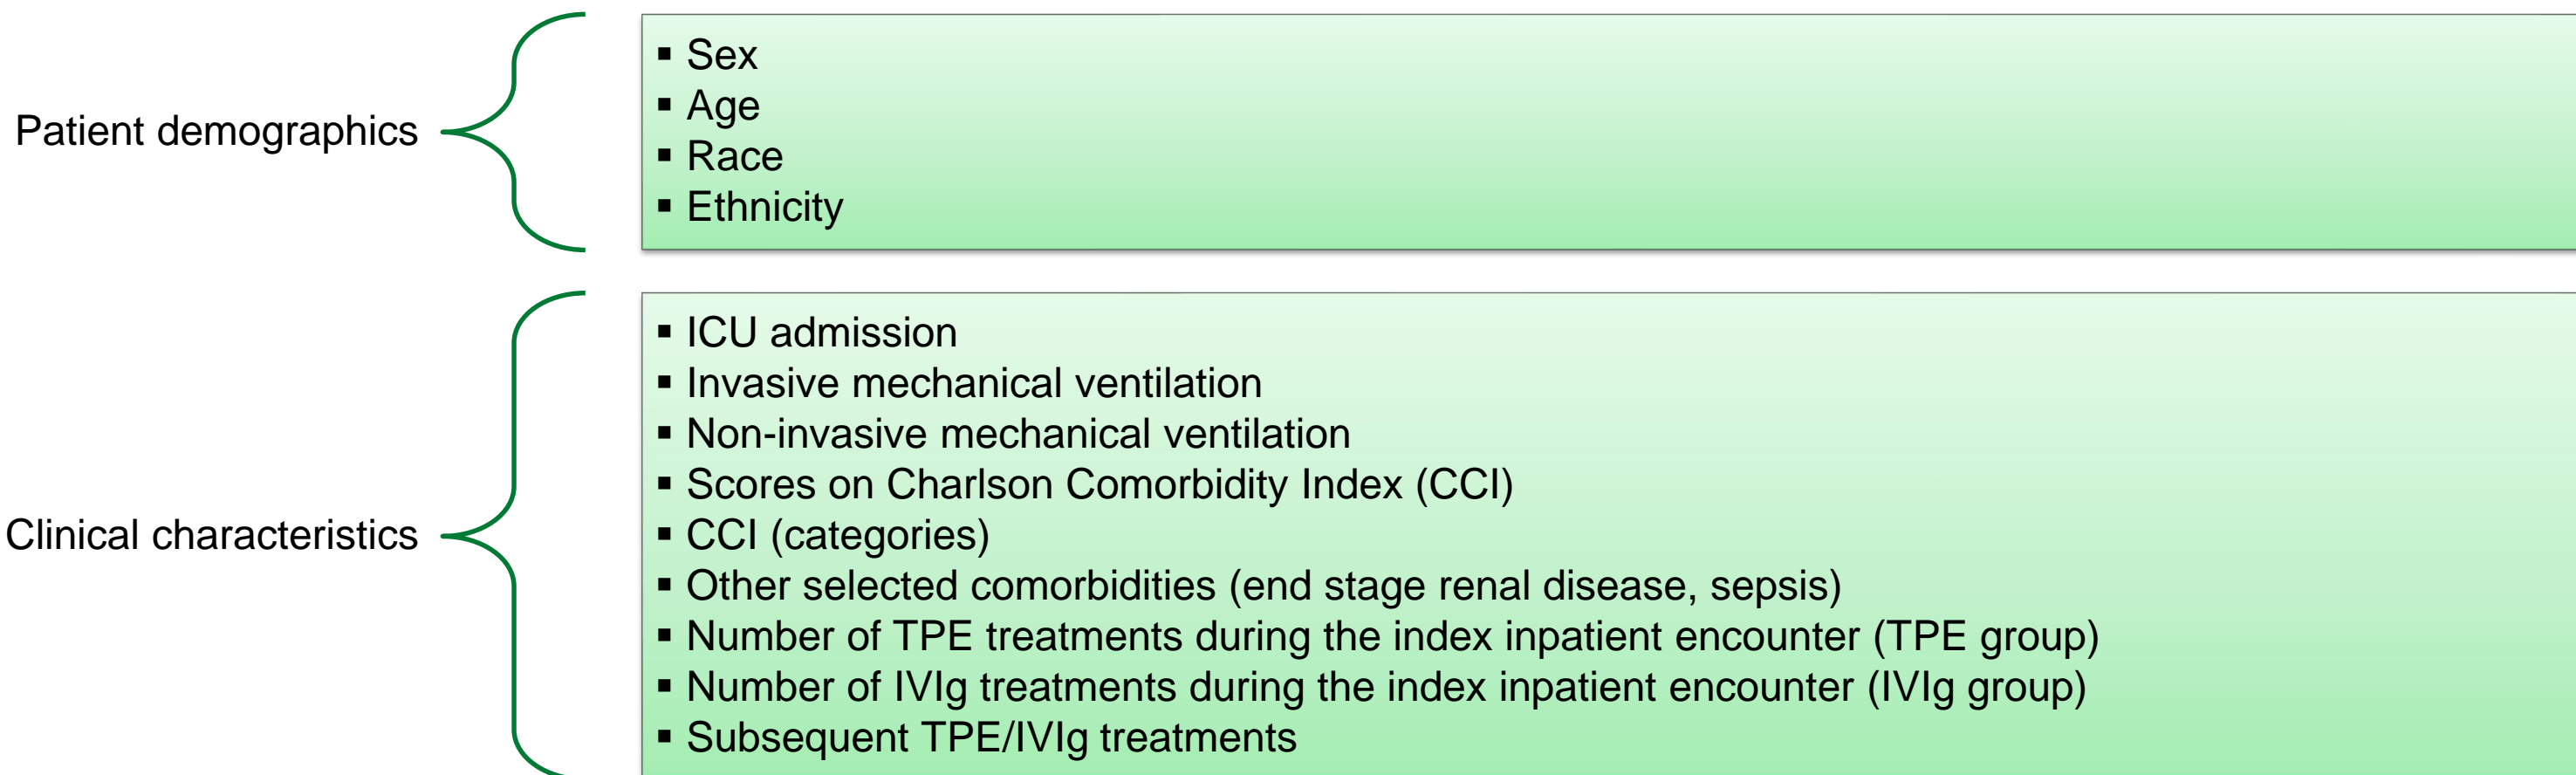 Patient demographics
▪ Sex
▪ Age
▪ Race
▪ Ethnicity
Clinical characteristics
▪ ICU admission
▪ Invasive mechanical ventilation
▪ Non-invasive mechanical ventilation
▪ Scores on Charlson Comorbidity Index (CCI)
▪ CCI (categories)
▪ Other selected comorbidities (end stage renal disease, sepsis)
▪ Number of TPE treatments during the index inpatient encounter (TPE group)
▪ Number of IVIg treatments during the index inpatient encounter (IVIg group)
▪ Subsequent TPE/IVIg treatments